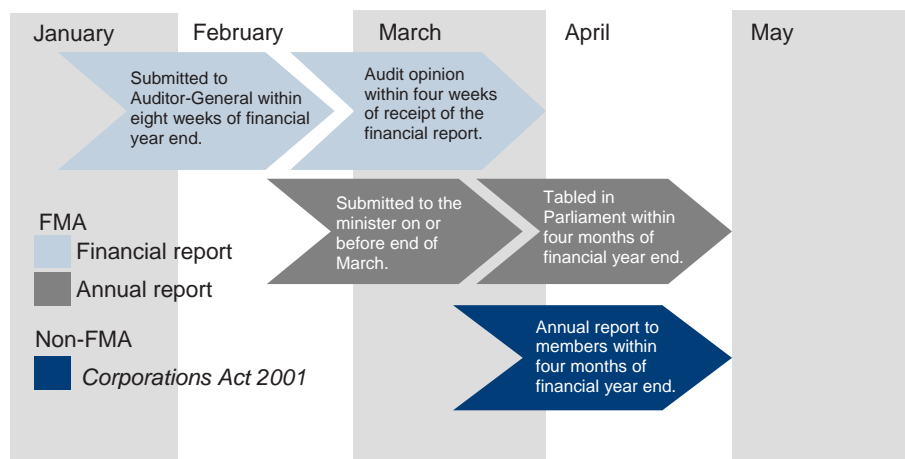 January
February
March
April
May
Submitted to
Auditor-General within
eight weeks of financial
year end.
Audit opinion
within four weeks
of receipt of the
financial report.
Submitted to the
minister on or
before end of
March.
Tabled in
Parliament within
four months of
financial year end.
FMA
Financial report
Annual report
Non-FMA
Corporations Act 2001
Annual report to
members within
four months of
financial year end.